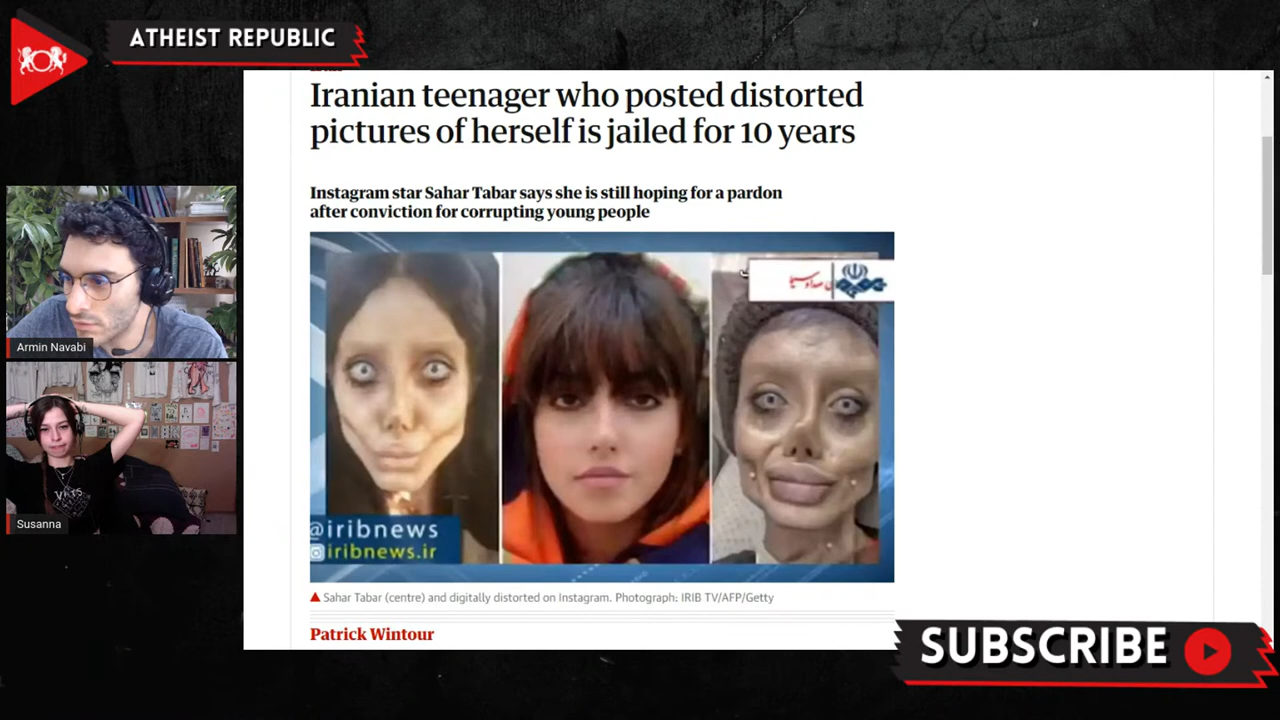 ATHEIST REPUBLIC
Iranian teenager who posted distorted
pictures of herself is jailed for 10 years
Instagram star Sahar Tabar says she is still hoping for a pardon
after conviction for corrupting young people
@iribnews
iribnews.ir
Sahar Tabar (centre) and digitally distorted on Instagram. Photograph: IRIB TV/AFP/Getty
Patrick Wintour
Armin Navabi
Susanna
SUBSCRIBE